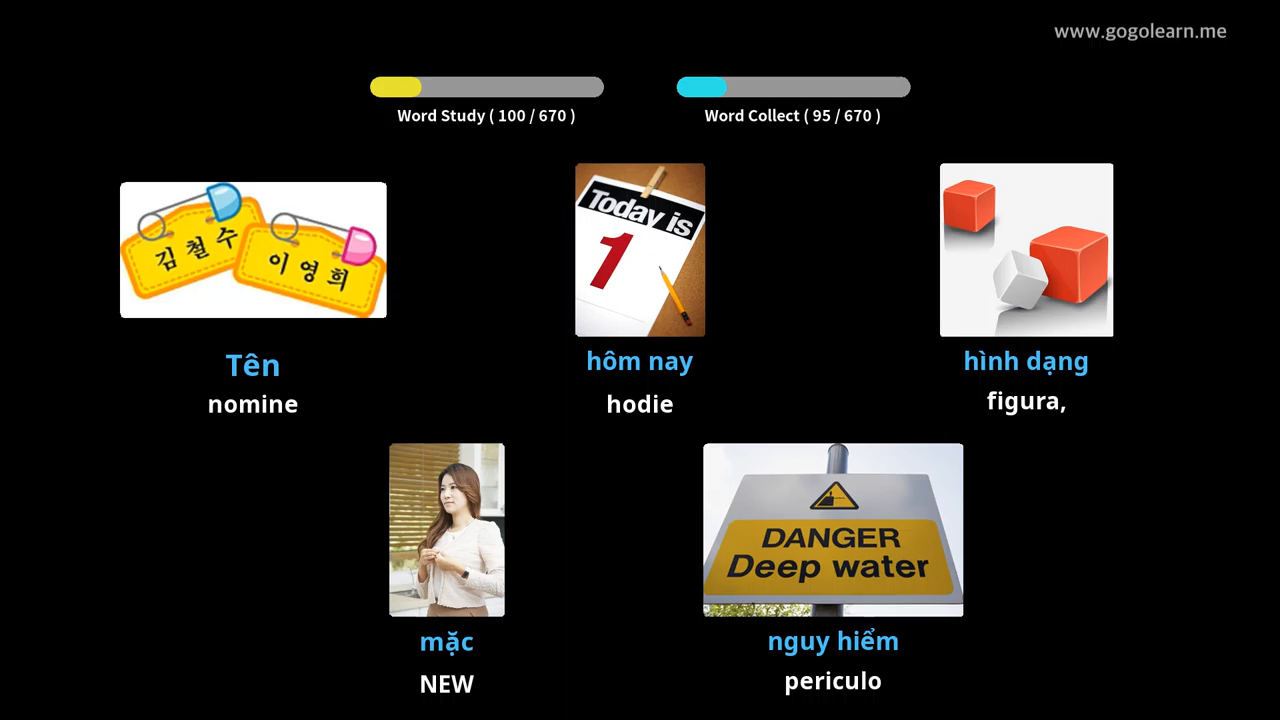 www.gogolearn.me
Word Study ( 100 / 670 )
Word Collect ( 95 / 670 )
김철수
이영희
Today is
1
Tên
nomine
hôm nay
hodie
hình dạng
figura,
DANGER
Deep water
mặc
NEW
nguy hiểm
periculo